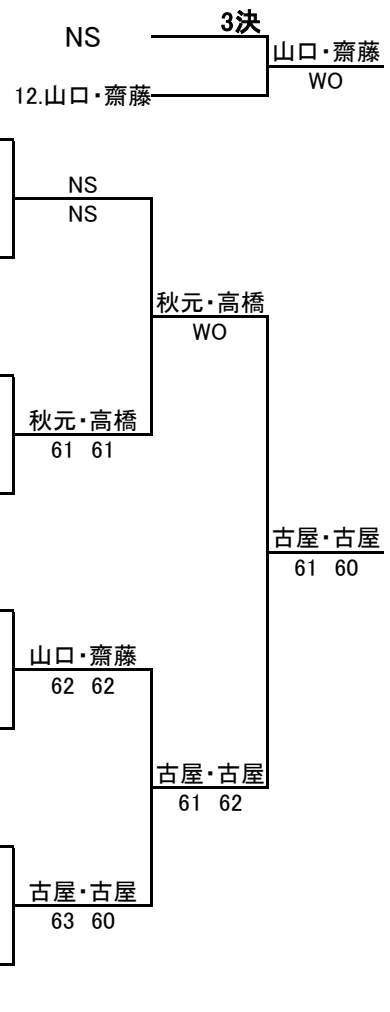 3決
NS
山口・齋藤
WO
12.山口・齋藤
NS
NS
秋元・高橋
WO
秋元・高橋
61 61
古屋・古屋
61 60
山口・齋藤
62 62
古屋・古屋
61 62
古屋・古屋
63 60